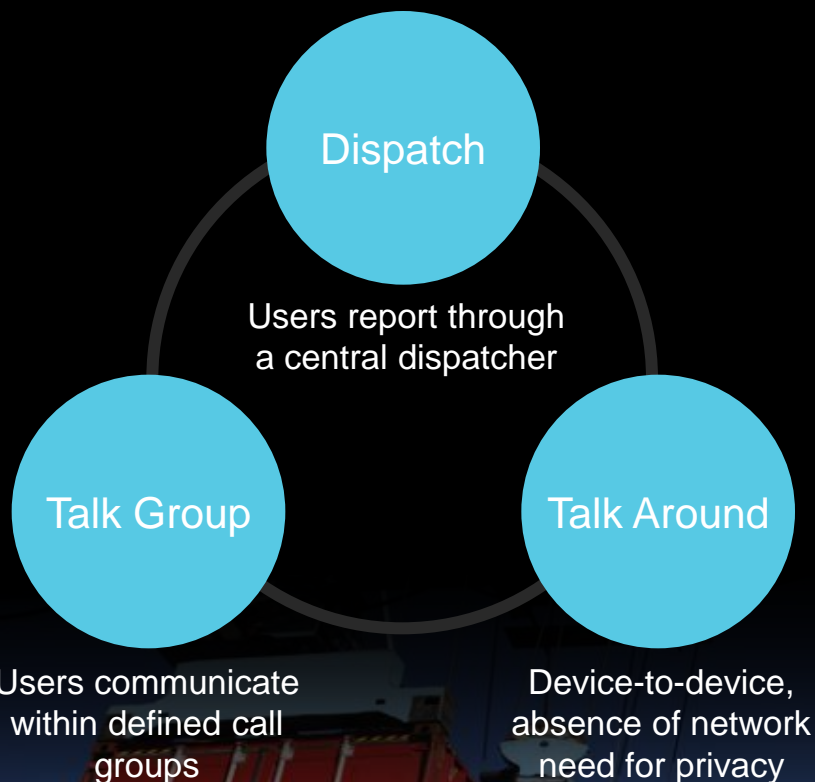 Dispatch
Users report through
a central dispatcher
Talk Group
Talk Around
Users communicate
within defined call
groups
Device-to-device,
absence of network
need for privacy